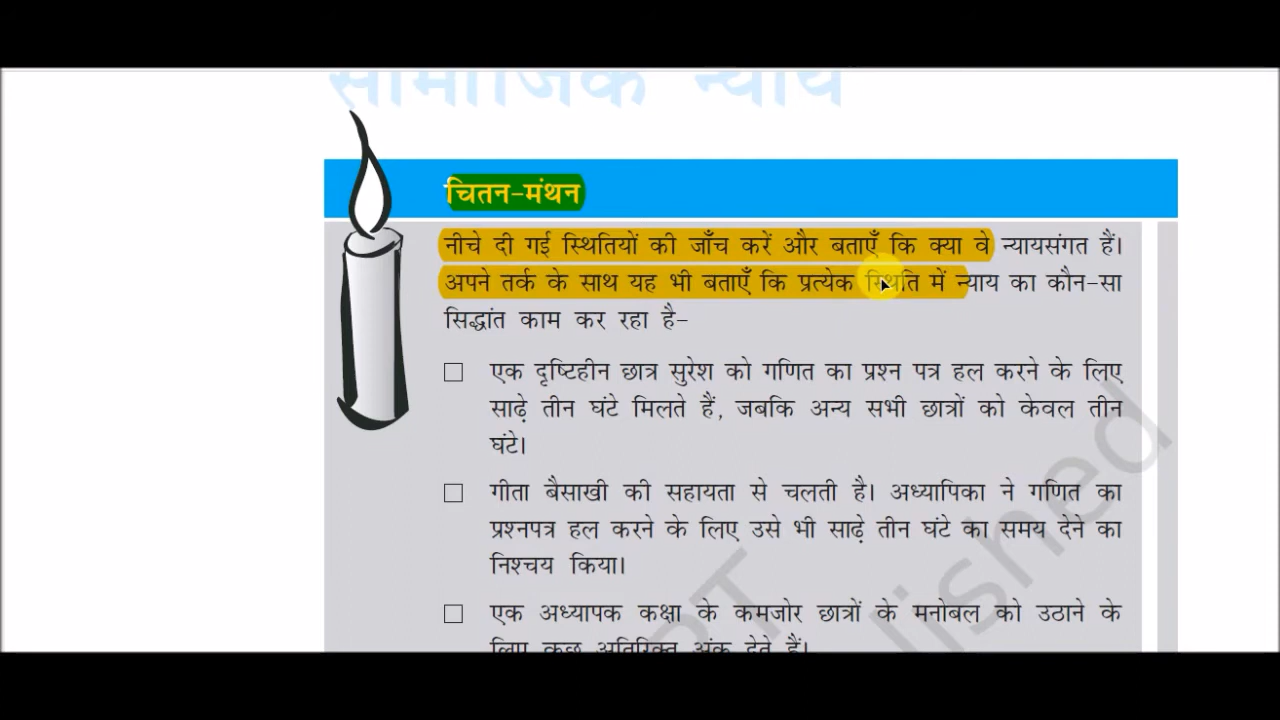 सामाजिक न्याय
चिंतन-मंथन
नीचे दी गई स्थितियों की जाँच करें और बताएँ कि क्या वे न्यायसंगत हैं।
अपने तर्क के साथ यह भी बताएँ कि प्रत्येक स्थिति में न्याय का कौन-सा
सिद्धांत काम कर रहा है-
एक दृष्टिहीन छात्र सुरेश को गणित का प्रश्न पत्र हल करने के लिए
साढ़े तीन घंटे मिलते हैं, जबकि अन्य सभी छात्रों को केवल तीन
घंटे।
गीता बैसाखी की सहायता से चलती है। अध्यापिका ने गणित का
प्रश्नपत्र हल करने के लिए उसे भी साढ़े तीन घंटे का समय देने का
निश्चय किया।
एक अध्यापक कक्षा के कमजोर छात्रों के मनोबल को उठाने के
लिए कुछ अतिरिक्त अंक देते हैं।